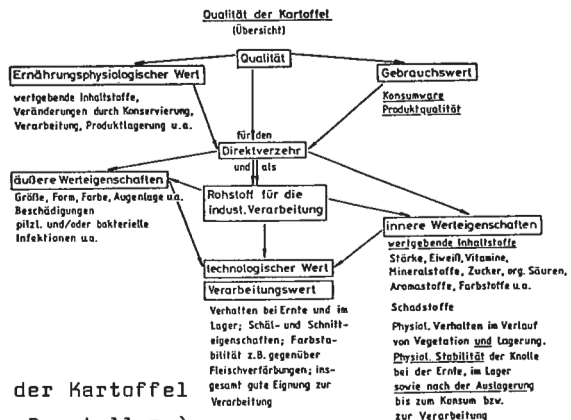 Qualität der Kartoffel
(Übersicht)
Qualität
Ernährungsphysiologischer Wert
wertgebende Inhaltstoffe,
Veränderungen durch Konservierung,
Verarbeitung, Produktlagerung u.a.
Gebrauchswert
Konsumware
Produktqualität
für den
Direktverzehr
und als
äußere Werteigenschaften
Größe, Form, Farbe, Augenlage u.a.
Beschädigungen
pilzl. und/oder bakterielle
Infektionen u.a.
Rohstoff für die
indust. Verarbeitung
innere Werteigenschaften
wertgebende Inhaltstoffe
Stärke, Eiweiß, Vitamine,
Mineralstoffe, Zucker, org. Säuren,
Aromastoffe, Farbstoffe u.a.
Schadstoffe
Physiol. Verhalten im Verlauf
von Vegetation und Lagerung.
Physiol. Stabilität der Knolle
bei der Ernte, im Lager
sowie nach der Auslagerung
bis zum Konsum bzw.
zur Verarbeitung
technologischer Wert
Verarbeitungswert
Verhalten bei Ernte und im
Lager; Schäl- und Schnitt-
eigenschaften; Farbsta-
bilität z.B. gegenüber
Fleischverfärbungen; ins-
gesamt gute Eignung zur
Verarbeitung
der Kartoffel